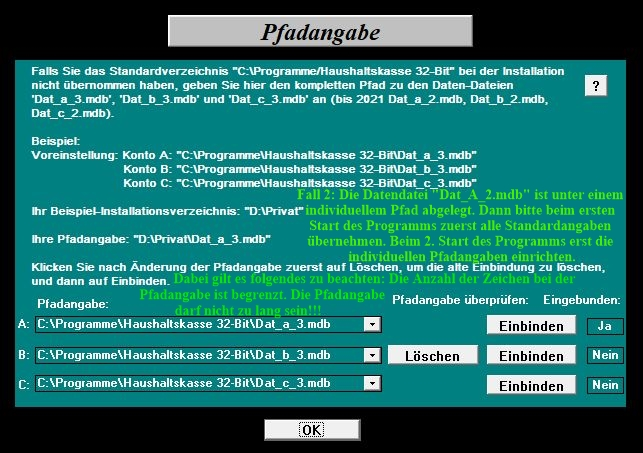 Pfadangabe
Falls Sie das Standardverzeichnis "C:\Programme/Haushaltskasse 32-Bit" bei der Installation
nicht übernommen haben, geben Sie hier den kompletten Pfad zu den Daten-Dateien
'Dat_a_3.mdb', 'Dat_b_3.mdb' und 'Dat_c_3.mdb' an (bis 2021 Dat_a_2.mdb, Dat_b_2.mdb,
Dat_c_2.mdb).
?
Beispiel:
Voreinstellung: Konto A: "C:\Programme\Haushaltskasse 32-Bit\Dat_a_3.mdb"
Konto B: "C:\Programme\Haushaltskasse 32-Bit\Dat_b_3.mdb"
Konto C: "C:\Programme\Haushaltskasse 32-Bit\Dat_c_3.mdb"
Ihr Beispiel-Installationsverzeichnis: "D:\Privat"
Ihre Pfadangabe: "D:\Privat\Dat_a_3.mdb"
Fall 2: Die Datendatei "Dat_A_2.mdb" ist unter einem
individuellem Pfad abgelegt. Dann bitte beim ersten
Start des Programms zuerst alle Standardangaben
übernehmen. Beim 2. Start des Programms erst die
individuellen Pfadangaben einrichten.
Klicken Sie nach Änderung der Pfadangabe zuerst auf Löschen, um die alte Einbindung zu löschen,
und dann auf Einbinden.
Dabei gilt es folgendes zu beachten: Die Anzahl der Zeichen bei der
Pfadangabe ist begrenzt. Die Pfadangabe
darf nicht zu lang sein!!!
Pfadangabe: Pfadangabe überprüfen: Eingebunden:
A: C:\Programme\Haushaltskasse 32-Bit\Dat_a_3.mdb Einbinden Ja
B: C:\Programme\Haushaltskasse 32-Bit\Dat_b_3.mdb Löschen Einbinden Nein
C: C:\Programme\Haushaltskasse 32-Bit\Dat_c_3.mdb Einbinden Nein
OK